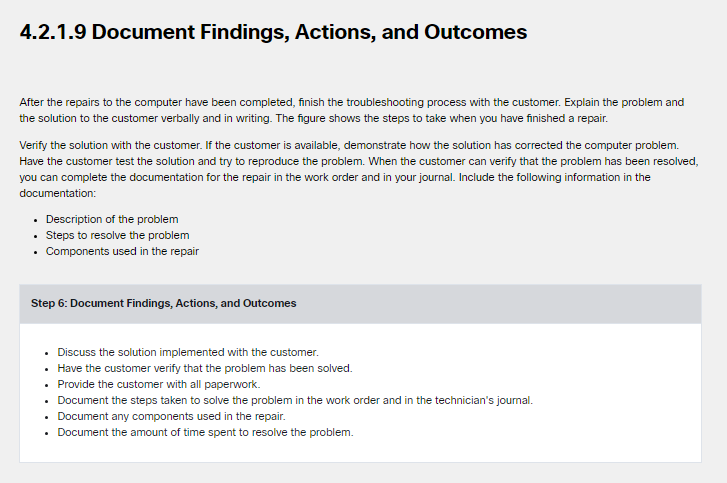 4.2.1.9 Document Findings, Actions, and Outcomes
After the repairs to the computer have been completed, finish the troubleshooting process with the customer. Explain the problem and
the solution to the customer verbally and in writing. The figure shows the steps to take when you have finished a repair.
Verify the solution with the customer. If the customer is available, demonstrate how the solution has corrected the computer problem.
Have the customer test the solution and try to reproduce the problem. When the customer can verify that the problem has been resolved,
you can complete the documentation for the repair in the work order and in your journal. Include the following information in the
documentation:
• Description of the problem
• Steps to resolve the problem
• Components used in the repair
Step 6: Document Findings, Actions, and Outcomes
• Discuss the solution implemented with the customer.
• Have the customer verify that the problem has been solved.
• Provide the customer with all paperwork.
• Document the steps taken to solve the problem in the work order and in the technician's journal.
• Document any components used in the repair.
• Document the amount of time spent to resolve the problem.